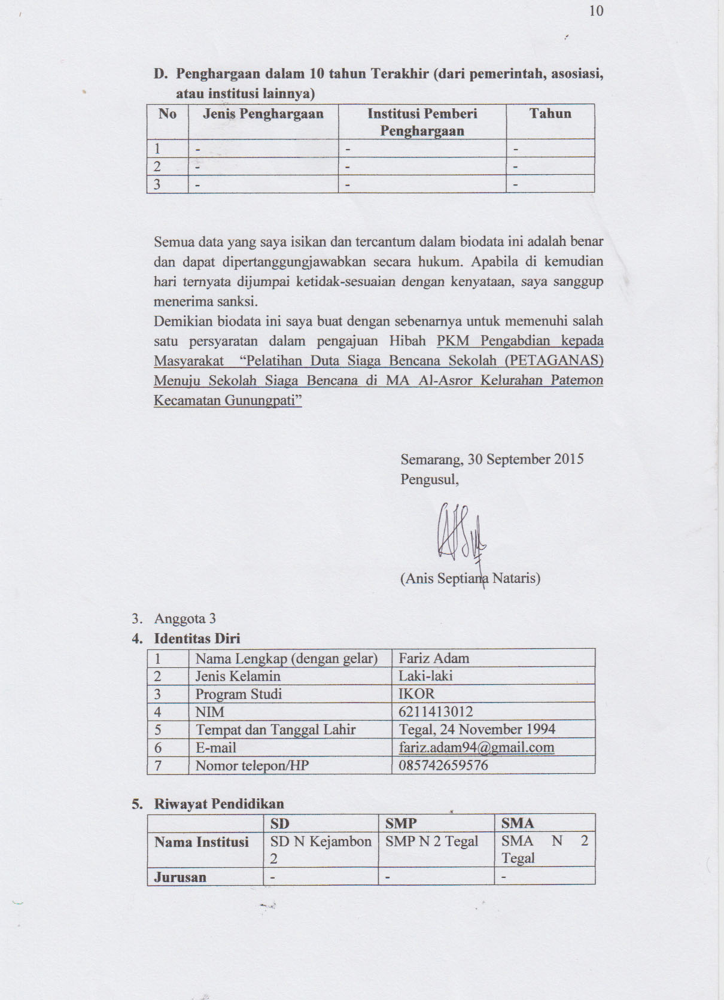 10
D. Penghargaan dalam 10 tahun Terakhir (dari pemerintah, asosiasi,
atau institusi lainnya)
No Jenis Penghargaan Institusi Pemberi Penghargaan Tahun
1 - - -
2 - - -
3 - - -
Semua data yang saya isikan dan tercantum dalam biodata ini adalah benar
dan dapat dipertanggungjawabkan secara hukum. Apabila di kemudian
hari ternyata dijumpai ketidak-sesuaian dengan kenyataan, saya sanggup
menerima sanksi.
Demikian biodata ini saya buat dengan sebenarnya untuk memenuhi salah
satu persyaratan dalam pengajuan Hibah PKM Pengabdian kepada
Masyarakat “Pelatihan Duta Siaga Bencana Sekolah (PETAGANAS)
Menuju Sekolah Siaga Bencana di MA Al-Asror Kelurahan Patemon
Kecamatan Gunungpati”
Semarang, 30 September 2015
Pengusul,
(Anis Septiana Nataris)
3. Anggota 3
4. Identitas Diri
1 Nama Lengkap (dengan gelar) Fariz Adam
2 Jenis Kelamin Laki-laki
3 Program Studi IKOR
4 NIM 6211413012
5 Tempat dan Tanggal Lahir Tegal, 24 November 1994
6 E-mail fariz.adam94@gmail.com
7 Nomor telepon/HP 085742659576
5. Riwayat Pendidikan
SD SMP SMA
Nama Institusi SD N Kejambon 2 SMP N 2 Tegal SMA N 2 Tegal
Jurusan - - -